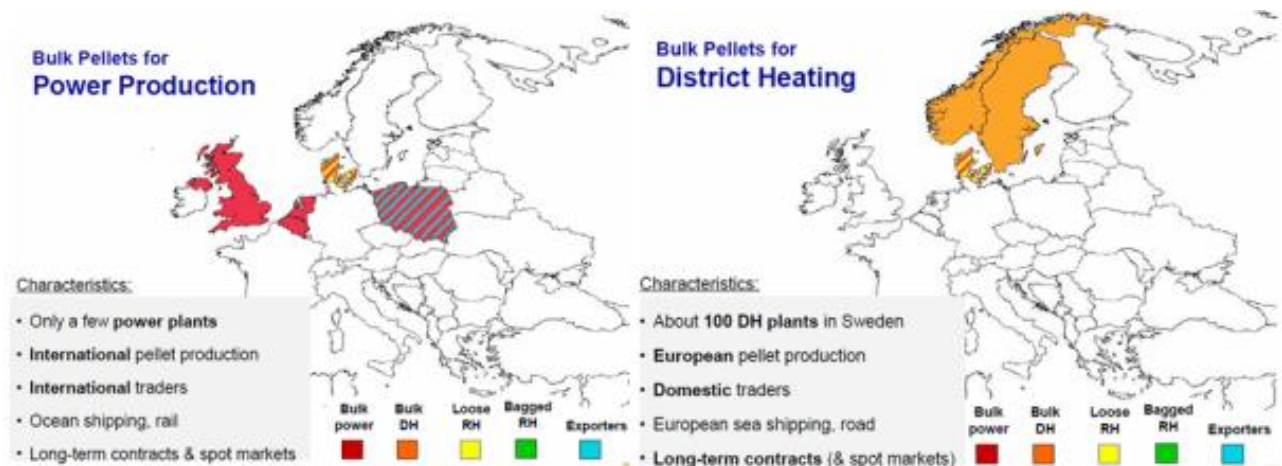 Bulk Pellets for
Power Production
Characteristics:
• Only a few power plants
• International pellet production
• International traders
• Ocean shipping, rail
• Long-term contracts & spot markets
Bulk power
Bulk DH
Loose RH
Bagged RH
Exporters
Bulk Pellets for
District Heating
Characteristics:
• About 100 DH plants in Sweden
• European pellet production
• Domestic traders
• European sea shipping, road
• Long-term contracts (& spot markets)
Bulk power
Bulk DH
Loose RH
Bagged RH
Exporters